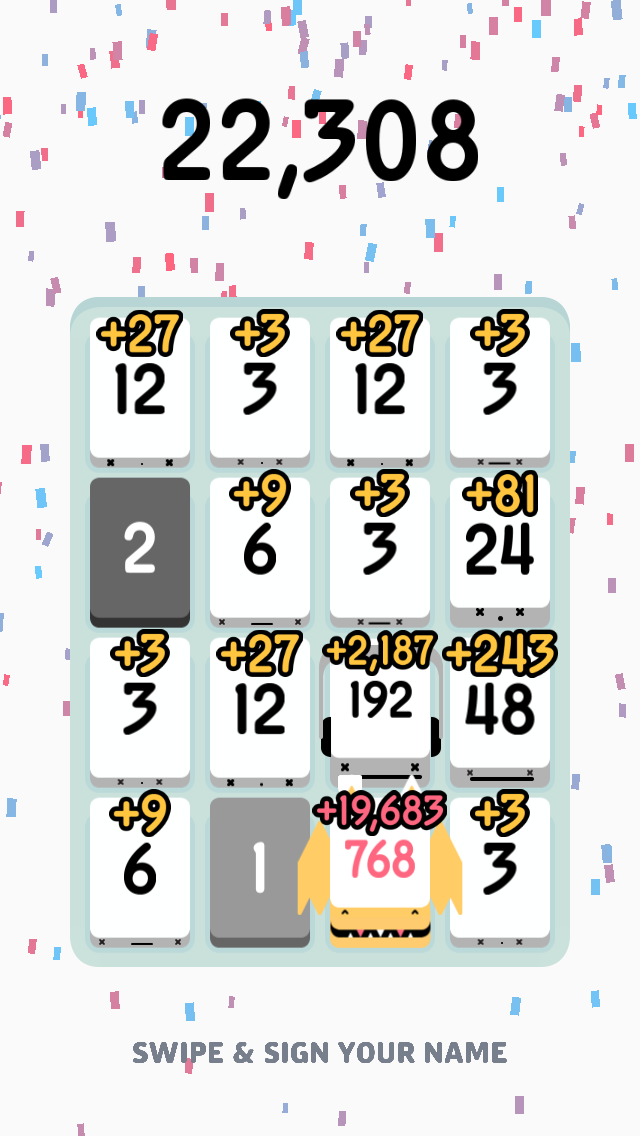 22,308
+27 +3 +27 +3
12 3 12 3
+9 +3 +81
2 6 3 24
+3 +27 +2,187 +243
3 12 192 48
+9 +19,683 +3
6 1 768 3
SWIPE & SIGN YOUR NAME